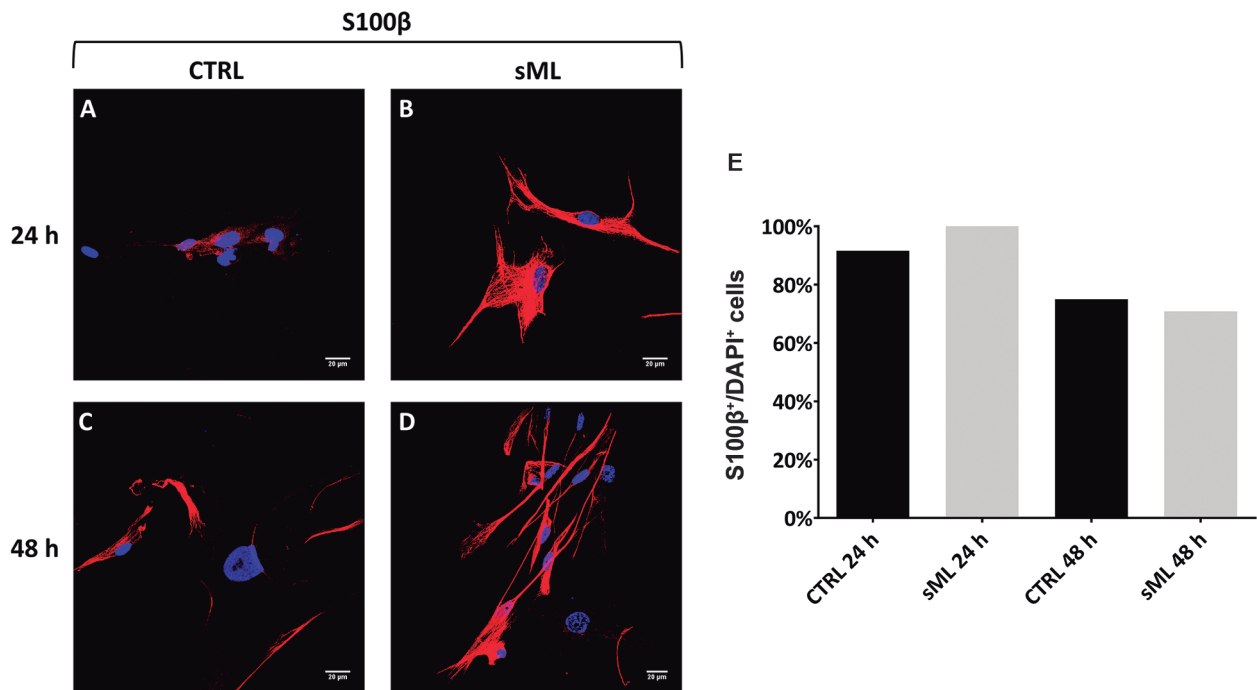 S100β
CTRL
sML
24 h
A
20 µm
B
20 µm
48 h
C
20 µm
D
20 µm
E
S100β⁺/DAPI⁺ cells
100%
80%
60%
40%
20%
0%
CTRL 24 h
sML 24 h
CTRL 48 h
sML 48 h